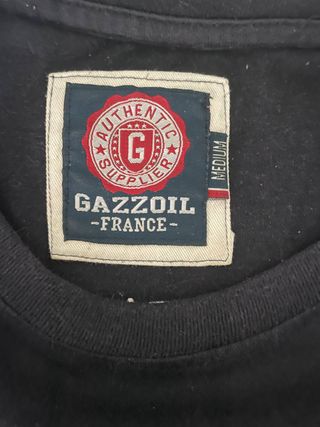 AUTHENTIC
G
SUPPLIER
MEDIUM
GAZZOIL
-FRANCE-